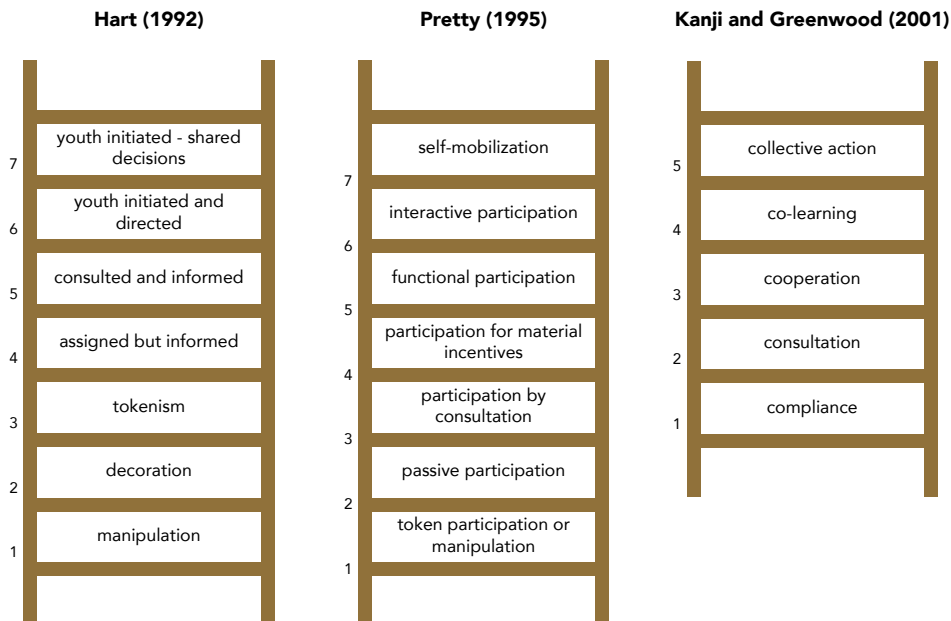 Hart (1992)
youth initiated - shared
decisions
7
youth initiated and
directed
6
consulted and informed
5
assigned but informed
4
tokenism
3
decoration
2
manipulation
1
Pretty (1995)
self-mobilization
7
interactive participation
6
functional participation
5
participation for material
incentives
4
participation by
consultation
3
passive participation
2
token participation or
manipulation
1
Kanji and Greenwood (2001)
collective action
5
co-learning
4
cooperation
3
consultation
2
compliance
1